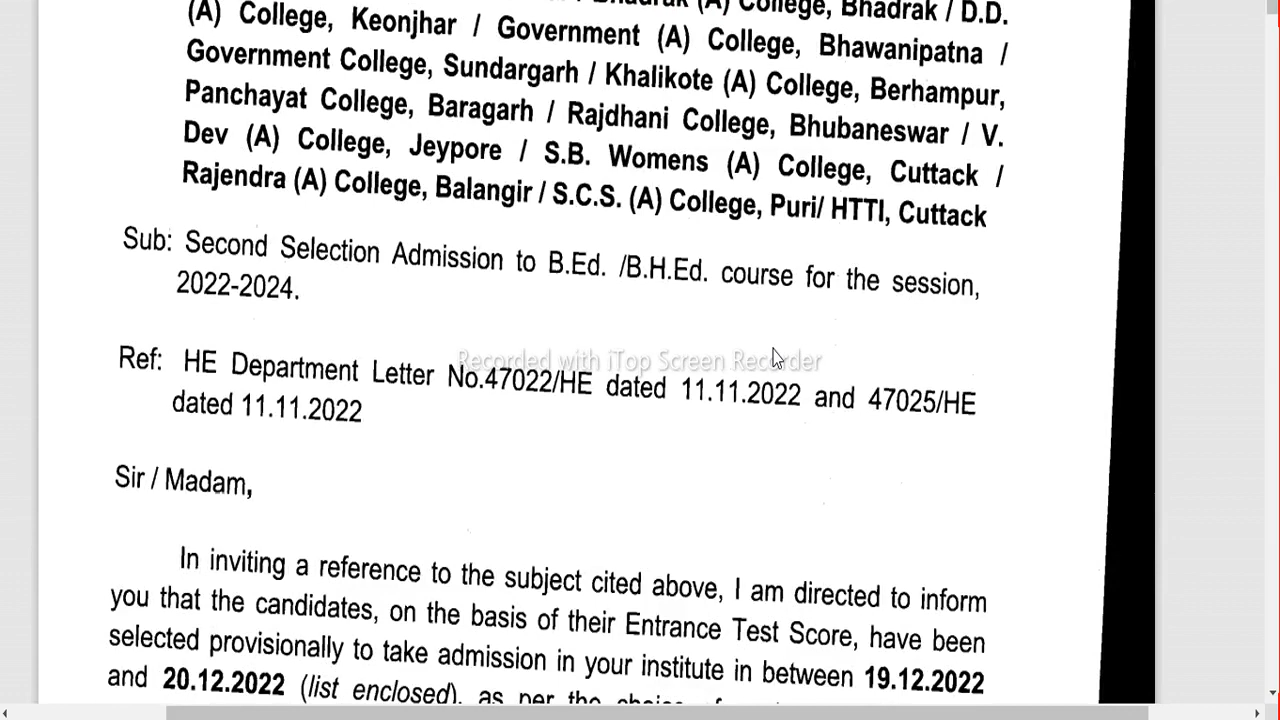 (A) College, Bhadrak / D.D.
(A) College, Keonjhar / Government (A) College, Bhawanipatna /
Government College, Sundargarh / Khalikote (A) College, Berhampur,
Panchayat College, Baragarh / Rajdhani College, Bhubaneswar / V.
Dev (A) College, Jeypore / S.B. Womens (A) College, Cuttack /
Rajendra (A) College, Balangir / S.C.S. (A) College, Puri/ HTTI, Cuttack
Sub: Second Selection Admission to B.Ed. /B.H.Ed. course for the session,
2022-2024.
Recorded with iTop Screen Recorder
Ref: HE Department Letter No.47022/HE dated 11.11.2022 and 47025/HE
dated 11.11.2022
Sir / Madam,
In inviting a reference to the subject cited above, I am directed to inform
you that the candidates, on the basis of their Entrance Test Score, have been
selected provisionally to take admission in your institute in between 19.12.2022
and 20.12.2022 (list enclosed), as per the